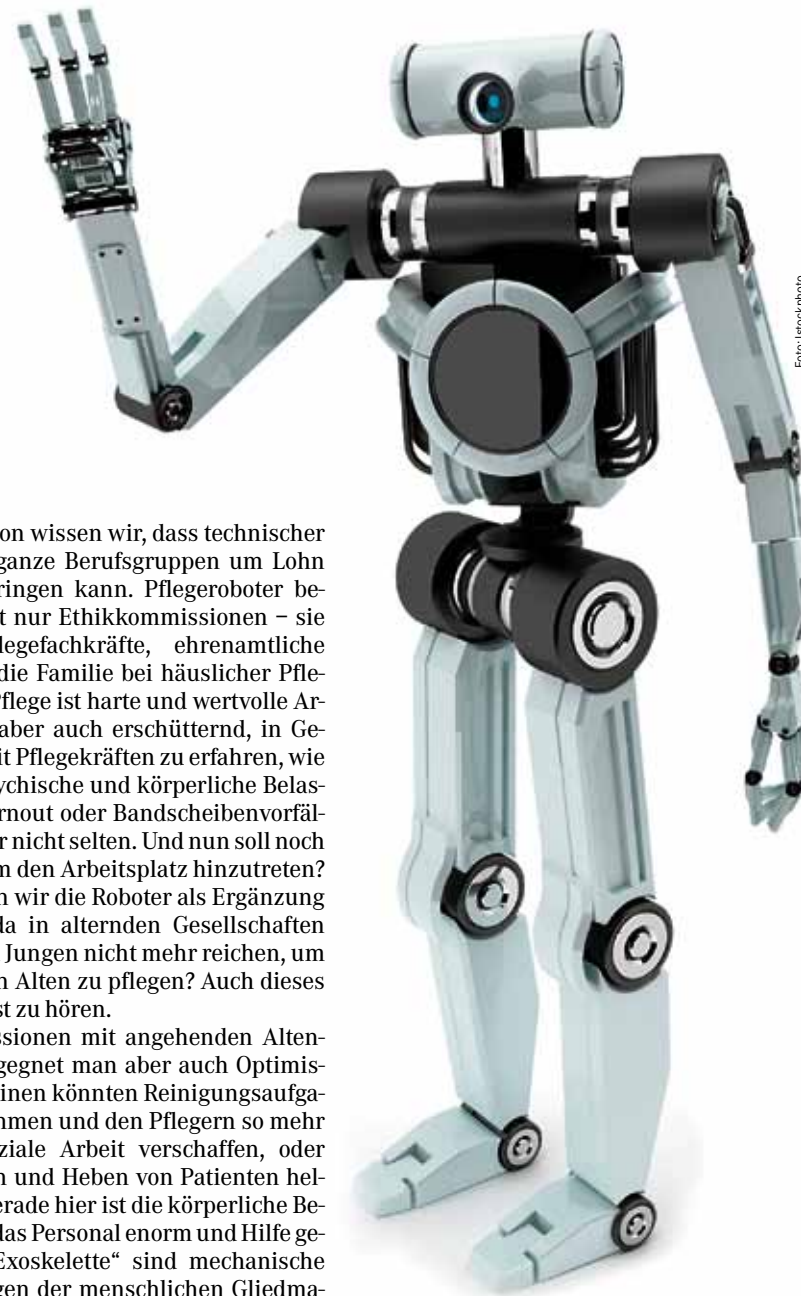 Foto: Istockphoto
on wissen wir, dass technischer
ganze Berufsgruppen um Lohn
ringen kann. Pflegeroboter be-
t nur Ethikkommissionen – sie
legefachkräfte, ehrenamtliche
die Familie bei häuslicher Pfle-
Pflege ist harte und wertvolle Ar-
aber auch erschütternd, in Ge-
it Pflegekräften zu erfahren, wie
ychische und körperliche Belas-
rnout oder Bandscheibenvorfäl-
r nicht selten. Und nun soll noch
m den Arbeitsplatz hinzutreten?
n wir die Roboter als Ergänzung
da in alternden Gesellschaften
Jungen nicht mehr reichen, um
n Alten zu pflegen? Auch dieses
st zu hören.
ssionen mit angehenden Alten-
gegnet man aber auch Optimis-
inen könnten Reinigungsaufga-
hmen und den Pflegern so mehr
ziale Arbeit verschaffen, oder
n und Heben von Patienten hel-
erade hier ist die körperliche Be-
das Personal enorm und Hilfe ge-
Exoskelette“ sind mechanische
gen der menschlichen Gliedma-